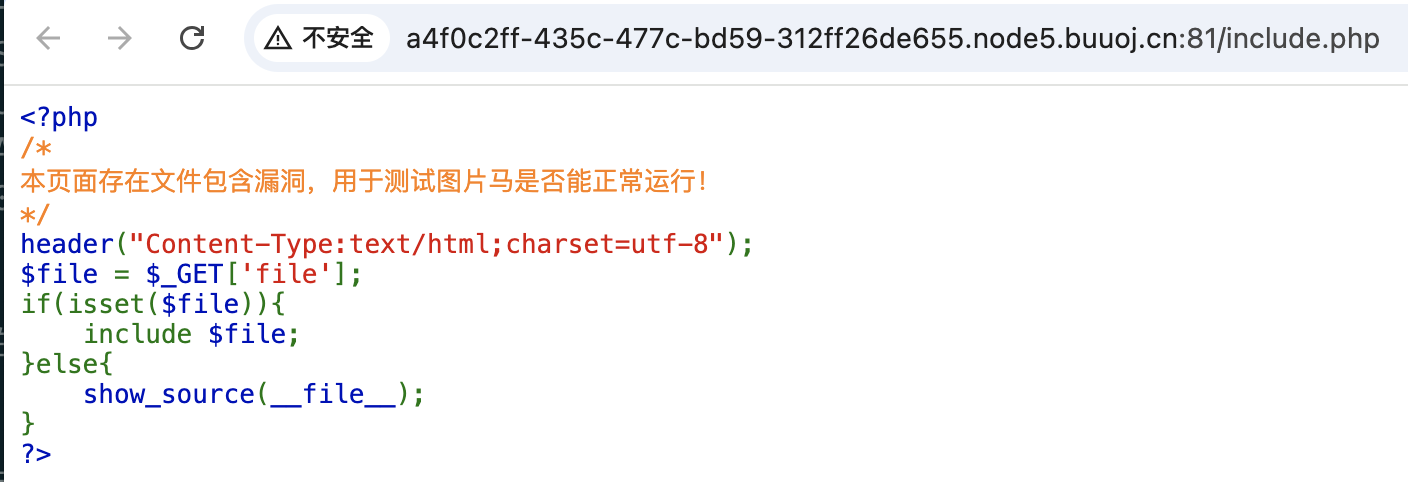 不安全 a4f0c2ff-435c-477c-bd59-312ff26de655.node5.buuoj.cn:81/include.php
<?php
/*
本页面存在文件包含漏洞，用于测试图片马是否能正常运行！
*/
header("Content-Type:text/html;charset=utf-8");
$file = $_GET['file'];
if(isset($file)){
    include $file;
}else{
    show_source(__file__);
}
?>